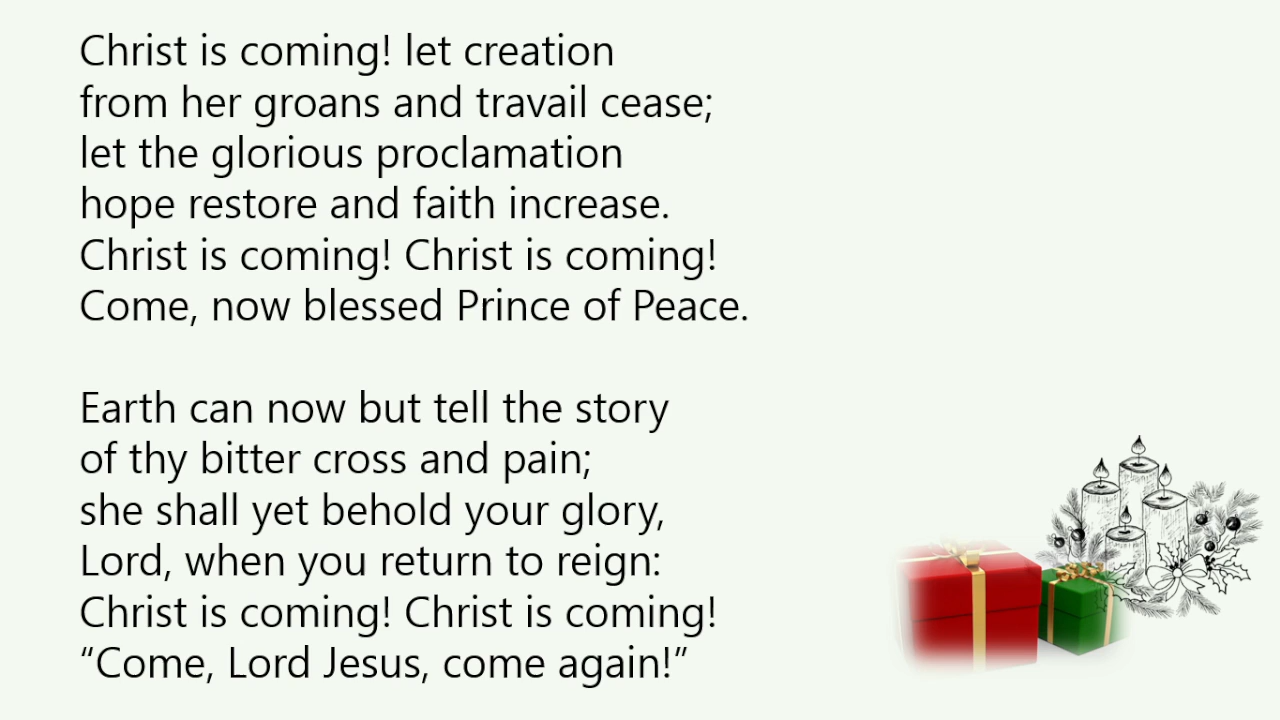 Christ is coming! let creation
from her groans and travail cease;
let the glorious proclamation
hope restore and faith increase.
Christ is coming! Christ is coming!
Come, now blessed Prince of Peace.

Earth can now but tell the story
of thy bitter cross and pain;
she shall yet behold your glory,
Lord, when you return to reign:
Christ is coming! Christ is coming!
“Come, Lord Jesus, come again!”